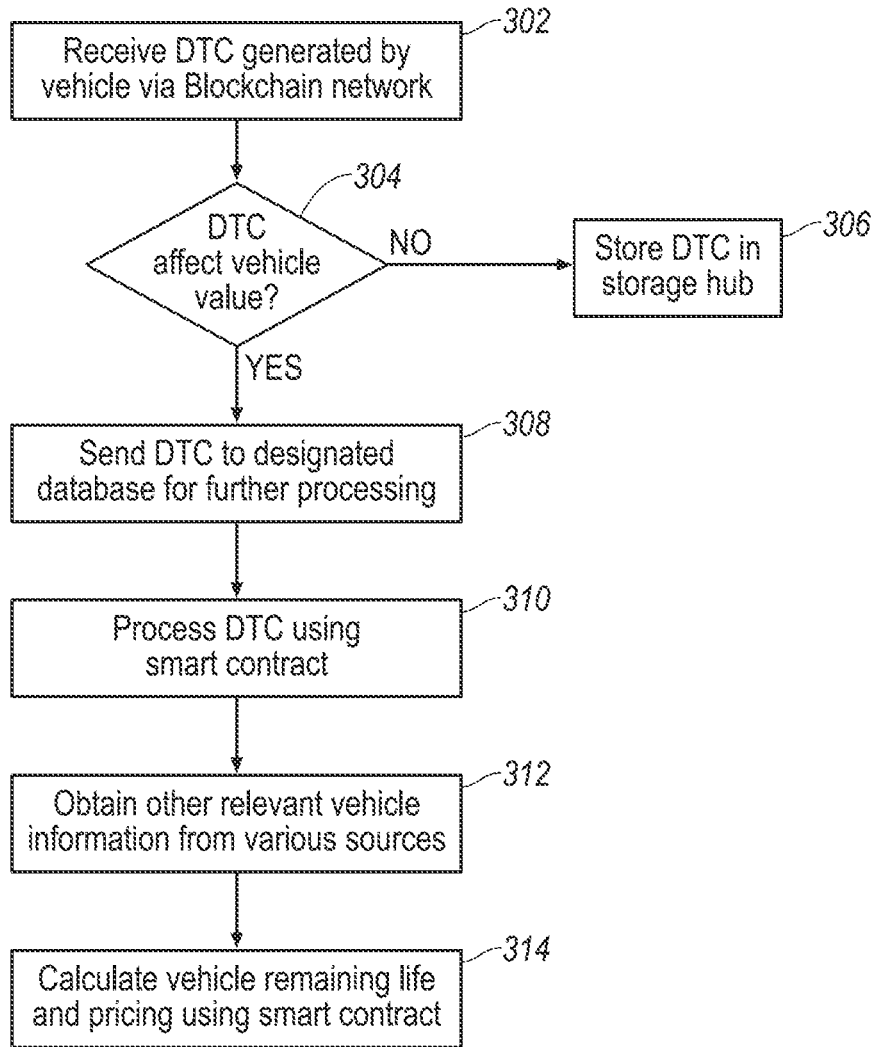 302
Receive DTC generated by
vehicle via Blockchain network
304
DTC
affect vehicle
value?
NO
306
Store DTC in
storage hub
YES
308
Send DTC to designated
database for further processing
310
Process DTC using
smart contract
312
Obtain other relevant vehicle
information from various sources
314
Calculate vehicle remaining life
and pricing using smart contract